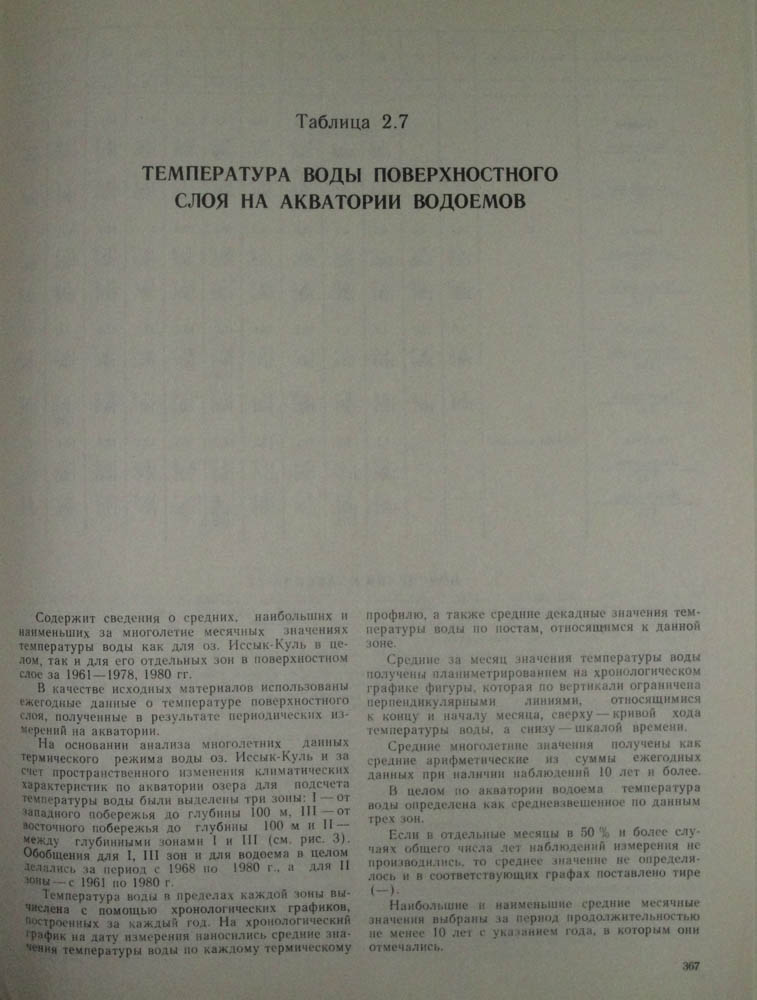 Таблица 2.7
ТЕМПЕРАТУРА ВОДЫ ПОВЕРХНОСТНОГО
СЛОЯ НА АКВАТОРИИ ВОДОЕМОВ
Содержит сведения о средних, наибольших и
наименьших за многолетие месячных значениях
температуры воды как для оз. Иссык-Куль в це-
лом, так и для его отдельных зон в поверхностном
слое за 1961—1978, 1980 гг.
В качестве исходных материалов использованы
ежегодные данные о температуре поверхностного
слоя, полученные в результате периодических из-
мерений на акватории.
На основании анализа многолетних данных
термического режима воды оз. Иссык-Куль и за
счет пространственного изменения климатических
характеристик по акватории озера для подсчета
температуры воды были выделены три зоны: I — от
западного побережья до глубины 100 м, III — от
восточного побережья до глубины 100 м и II —
между глубинными зонами I и III (см. рис. 3).
Обобщения для I, III зон и для водоема в целом
делались за период с 1968 по 1980 г., а для II
зоны — с 1961 по 1980 г.
Температура воды в пределах каждой зоны вы-
числена с помощью хронологических графиков,
построенных за каждый год. На хронологический
график на дату измерения наносились средние зна-
чения температуры воды по каждому термическому
профилю, а также средние декадные значения тем-
пературы воды по постам, относящимся к данной
зоне.
Средние за месяц значения температуры воды
получены планиметрированием на хронологическом
графике фигуры, которая по вертикали ограничена
перпендикулярными линиями, относящимися
к концу и началу месяца, сверху — кривой хода
температуры воды, а снизу — шкалой времени.
Средние многолетние значения получены как
средние арифметические из суммы ежегодных
данных при наличии наблюдений 10 лет и более.
В целом по акватории водоема температура
воды определена как средневзвешенное по данным
трех зон.
Если в отдельные месяцы в 50 % и более слу-
чаях общего числа лет наблюдений измерения не
производились, то среднее значение не определя-
лось и в соответствующих графах поставлено тире
(—).
Наибольшие и наименьшие средние месячные
значения выбраны за период продолжительностью
не менее 10 лет с указанием года, в котором они
отмечались.
367